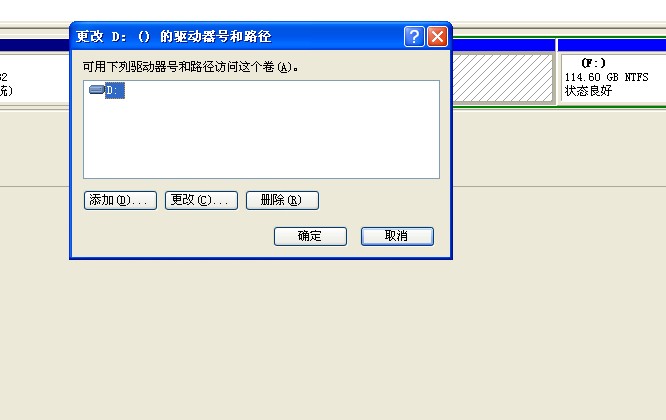 更改 D: () 的驱动器号和路径
可用下列驱动器号和路径访问这个卷(A)。
D:
添加(D)...
更改(C)...
删除(R)
确定
取消
(F:)
114.60 GB NTFS
状态良好